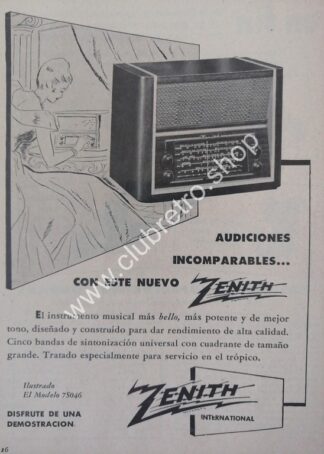 AUDICIONES
INCOMPARABLES...
CON ESTE NUEVO ZENITH
El instrumento musical más bello, más potente y de mejor
tono, diseñado y construido para dar rendimiento de alta calidad.
Cinco bandas de sintonización universal con cuadrante de tamaño
grande. Tratado especialmente para servicio en el trópico.
Ilustrado
El Modelo 7S046
DISFRUTE DE UNA
DEMOSTRACION.
ZENITH
INTERNATIONAL
16
www.clubretro.shop